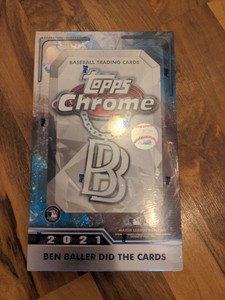 BASEBALL TRADING CARDS
Topps
Chrome
BB
2021
BEN BALLER DID THE CARDS